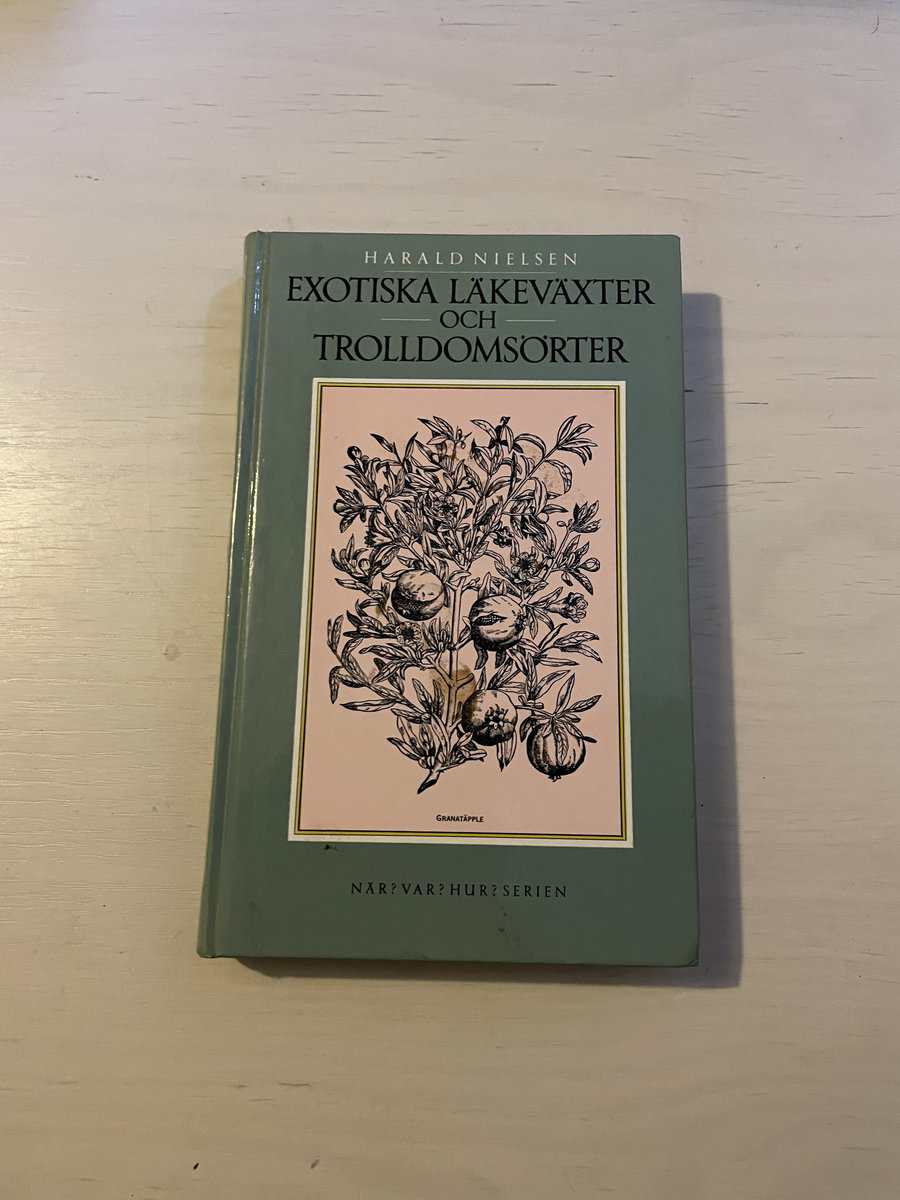 HARALD NIELSEN
EXOTISKA LÄKEVÄXTER
OCH
TROLLDOMSÖRTER
GRANATÄPPLE
NÄR? VAR? HUR? SERIEN